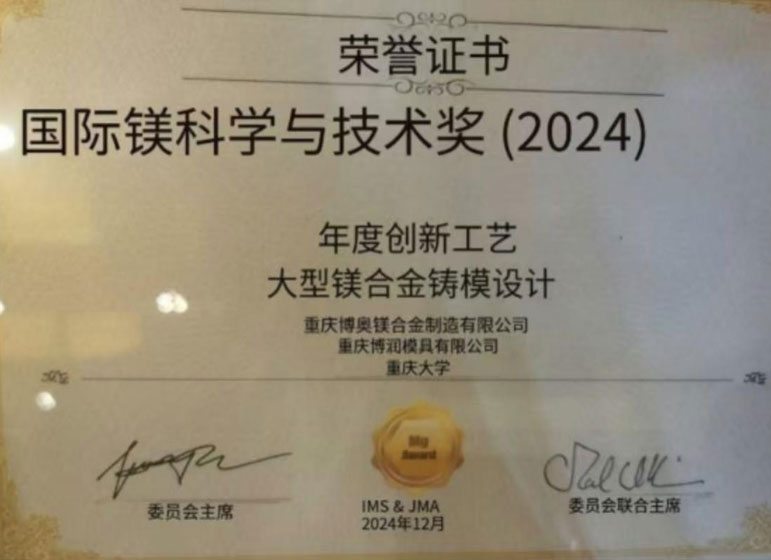 荣誉证书
国际镁科学与技术奖 (2024)
年度创新工艺
大型镁合金铸模设计
重庆博奥镁合金制造有限公司
重庆博润模具有限公司
重庆大学
Mg
Award
委员会主席
IMS & JMA
2024年12月
委员会联合主席